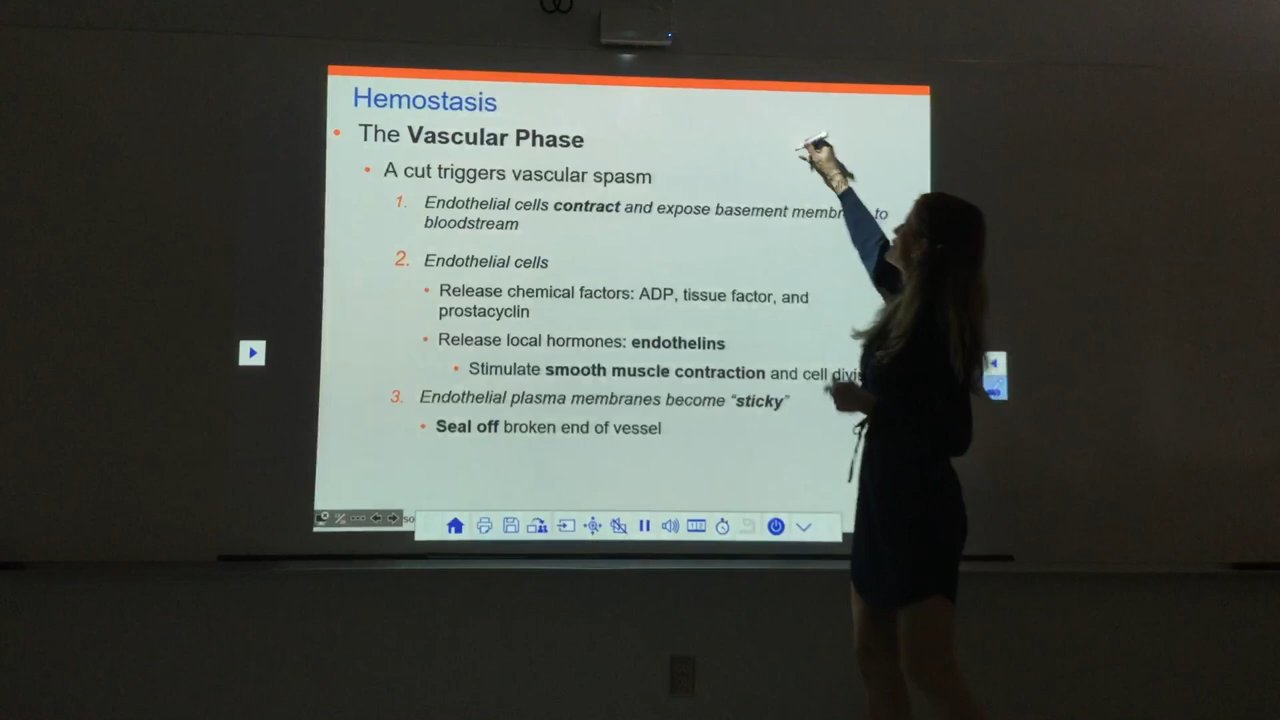 Hemostasis
• The Vascular Phase
• A cut triggers vascular spasm
1. Endothelial cells contract and expose basement to
bloodstream
2. Endothelial cells
• Release chemical factors: ADP, tissue factor, and
prostacyclin
• Release local hormones: endothelins
• Stimulate smooth muscle contraction and cell
3. Endothelial plasma membranes become “sticky”
• Seal off broken end of vessel